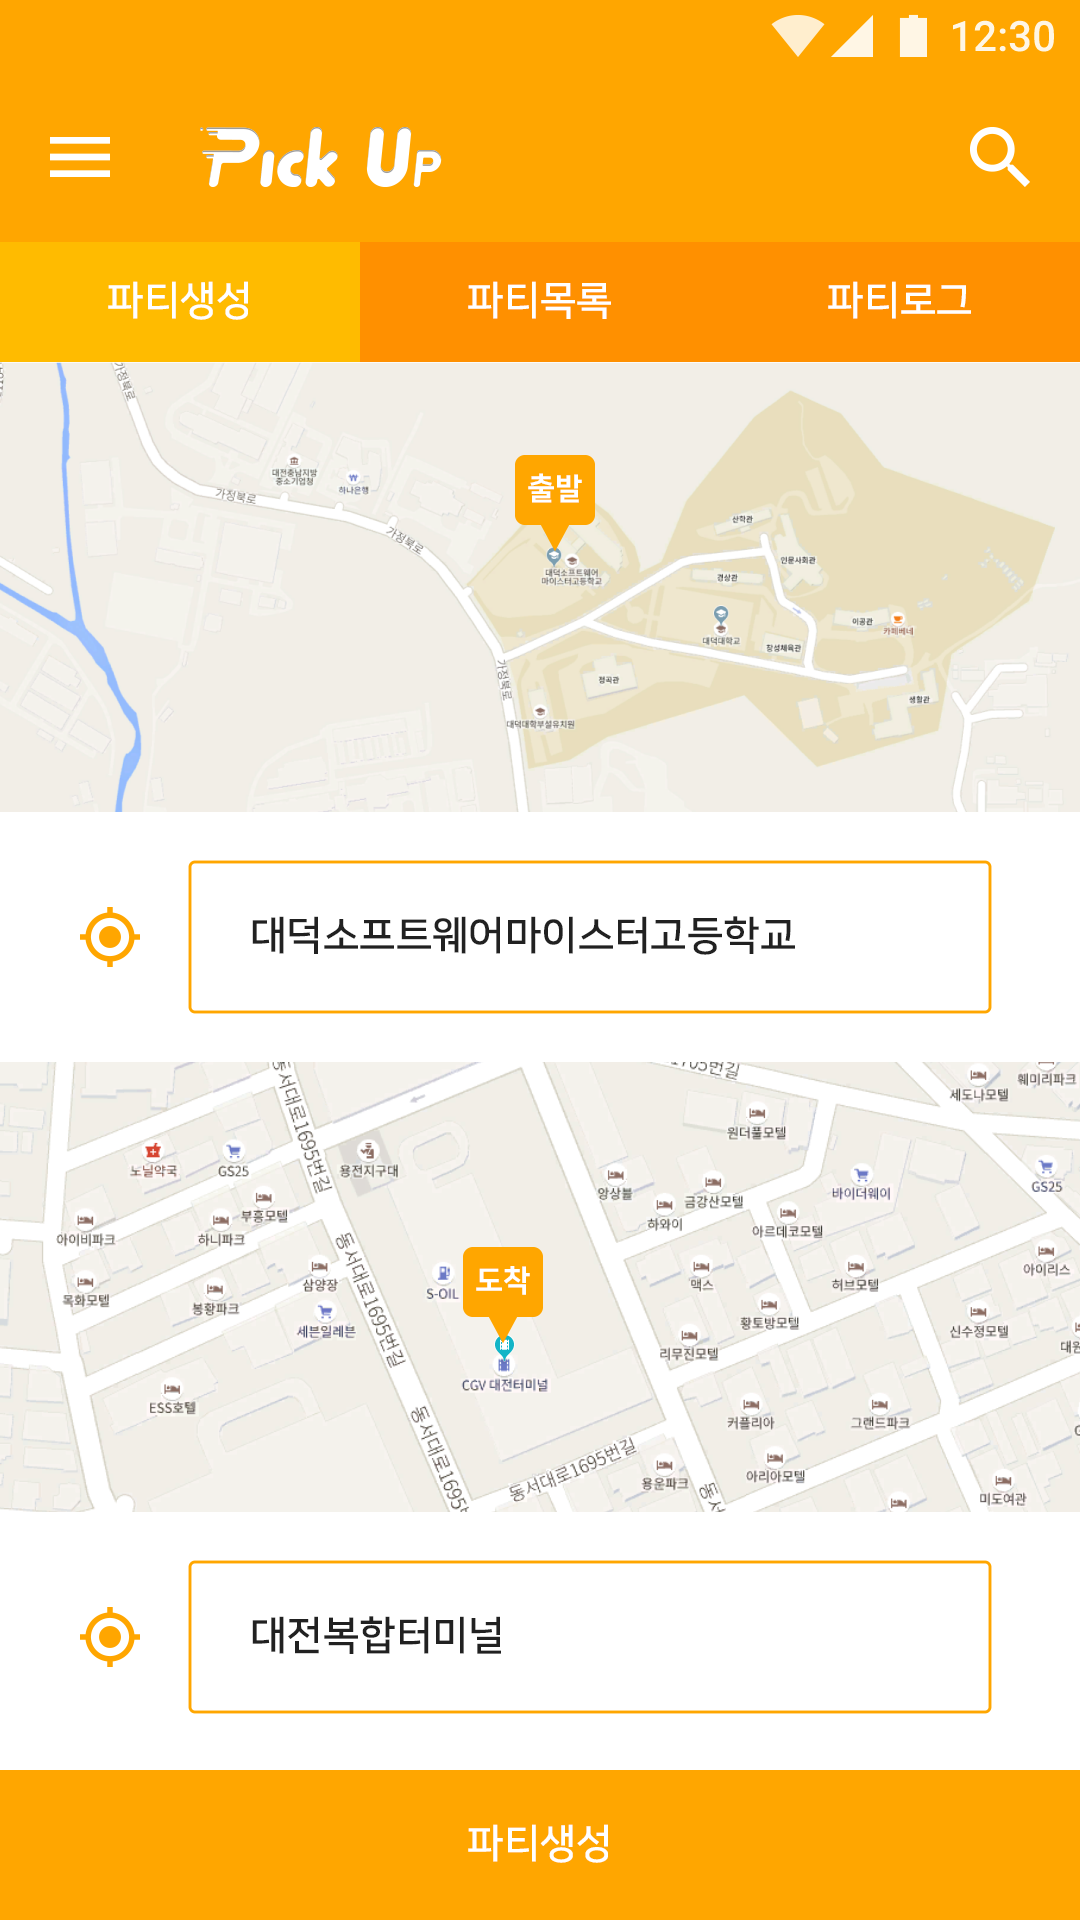 12:30
Pick Up
파티생성
파티목록
파티로그
가정북로
대전충남지방
중소기업청
하나은행
가정북로
가정북로
출발
대덕소프트웨어
마이스터고등학교
산학관
인문사회관
경상관
대덕대학교
창성체육관
이공관
카페베네
정곡관
생활관
가정북로
대덕대학부설유치원
대덕소프트웨어마이스터고등학교
동서대로1695번길
1705번길
세도나모텔
웨미리파크
원더풀모텔
노닐약국
GS25
용전지구대
앙상블
금강산모텔
바이더웨이
GS25
부흥모텔
하와이
아르데코모텔
아이비파크
하니파크
동서대로1695번길
아이리스
목화모텔
봉황파크
삼양장
S-OIL
도착
맥스
허브모텔
세븐일레븐
황토방모텔
신수정모텔
대원
리무진모텔
CGV 대전터미널
ESS호텔
커플리아
그랜드파크
동서대로1695번길
동서대로1695번길
용운파크
아리아모텔
미도여관
동서
대전복합터미널
파티생성